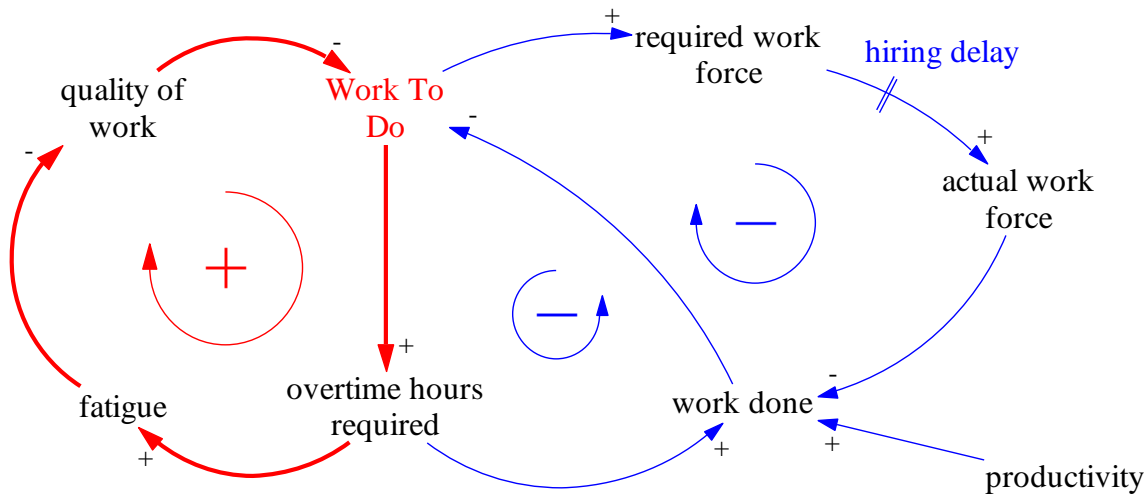 +
required work
force
hiring delay
-
quality of
work
Work To
Do
-
-
+
actual work
force
+
−
−
+
-
overtime hours
required
fatigue
work done
+
+
+
productivity